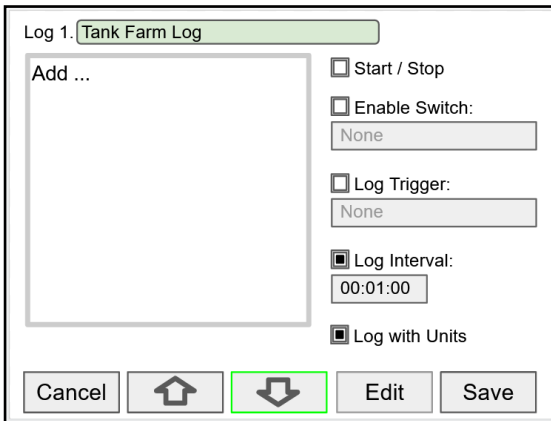 Log 1. Tank Farm Log
Add ...
Start / Stop
Enable Switch:
None
Log Trigger:
None
Log Interval:
00:01:00
Log with Units
Cancel Edit Save